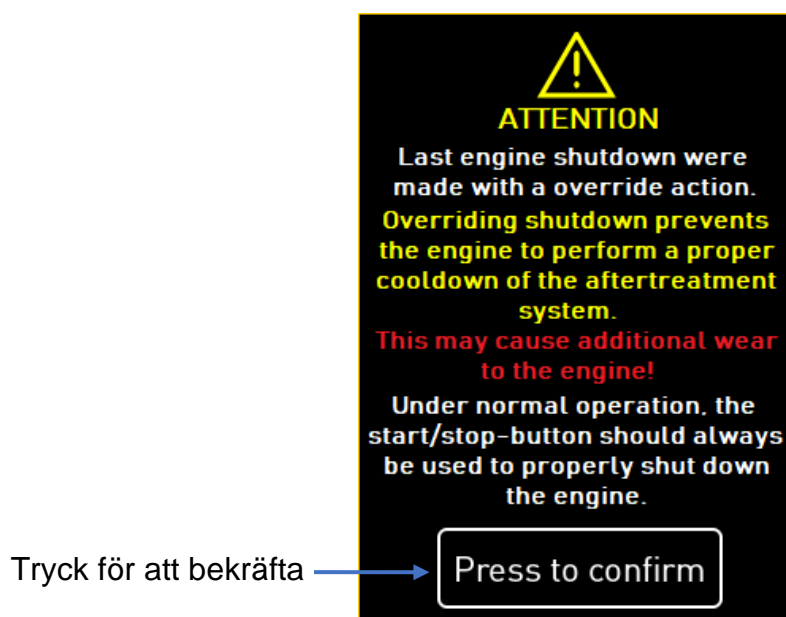 ATTENTION
Last engine shutdown were
made with a override action.
Overriding shutdown prevents
the engine to perform a proper
cooldown of the aftertreatment
system.
This may cause additional wear
to the engine!
Under normal operation, the
start/stop-button should always
be used to properly shut down
the engine.
Tryck för att bekräfta
Press to confirm